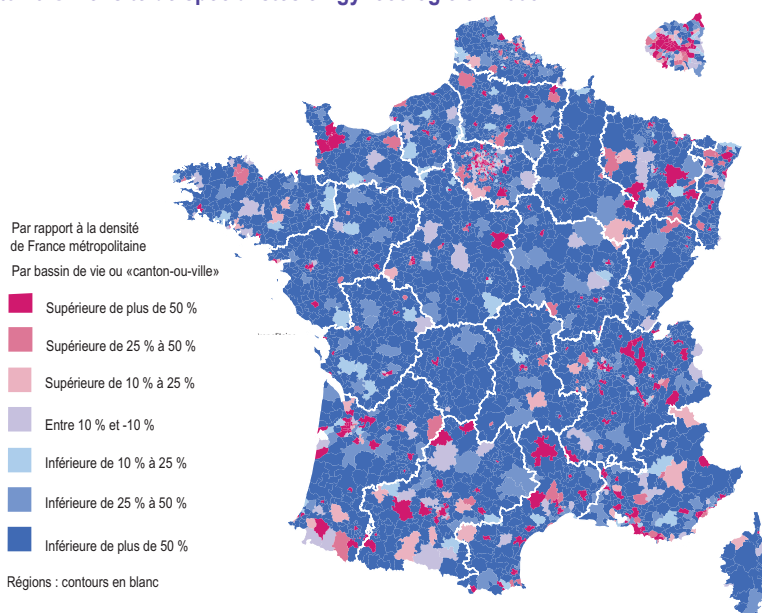 Par rapport à la densité
de France métropolitaine
Par bassin de vie ou «canton-ou-ville»
Supérieure de plus de 50 %
Supérieure de 25 % à 50 %
Supérieure de 10 % à 25 %
Entre 10 % et -10 %
Inférieure de 10 % à 25 %
Inférieure de 25 % à 50 %
Inférieure de plus de 50 %
Régions : contours en blanc